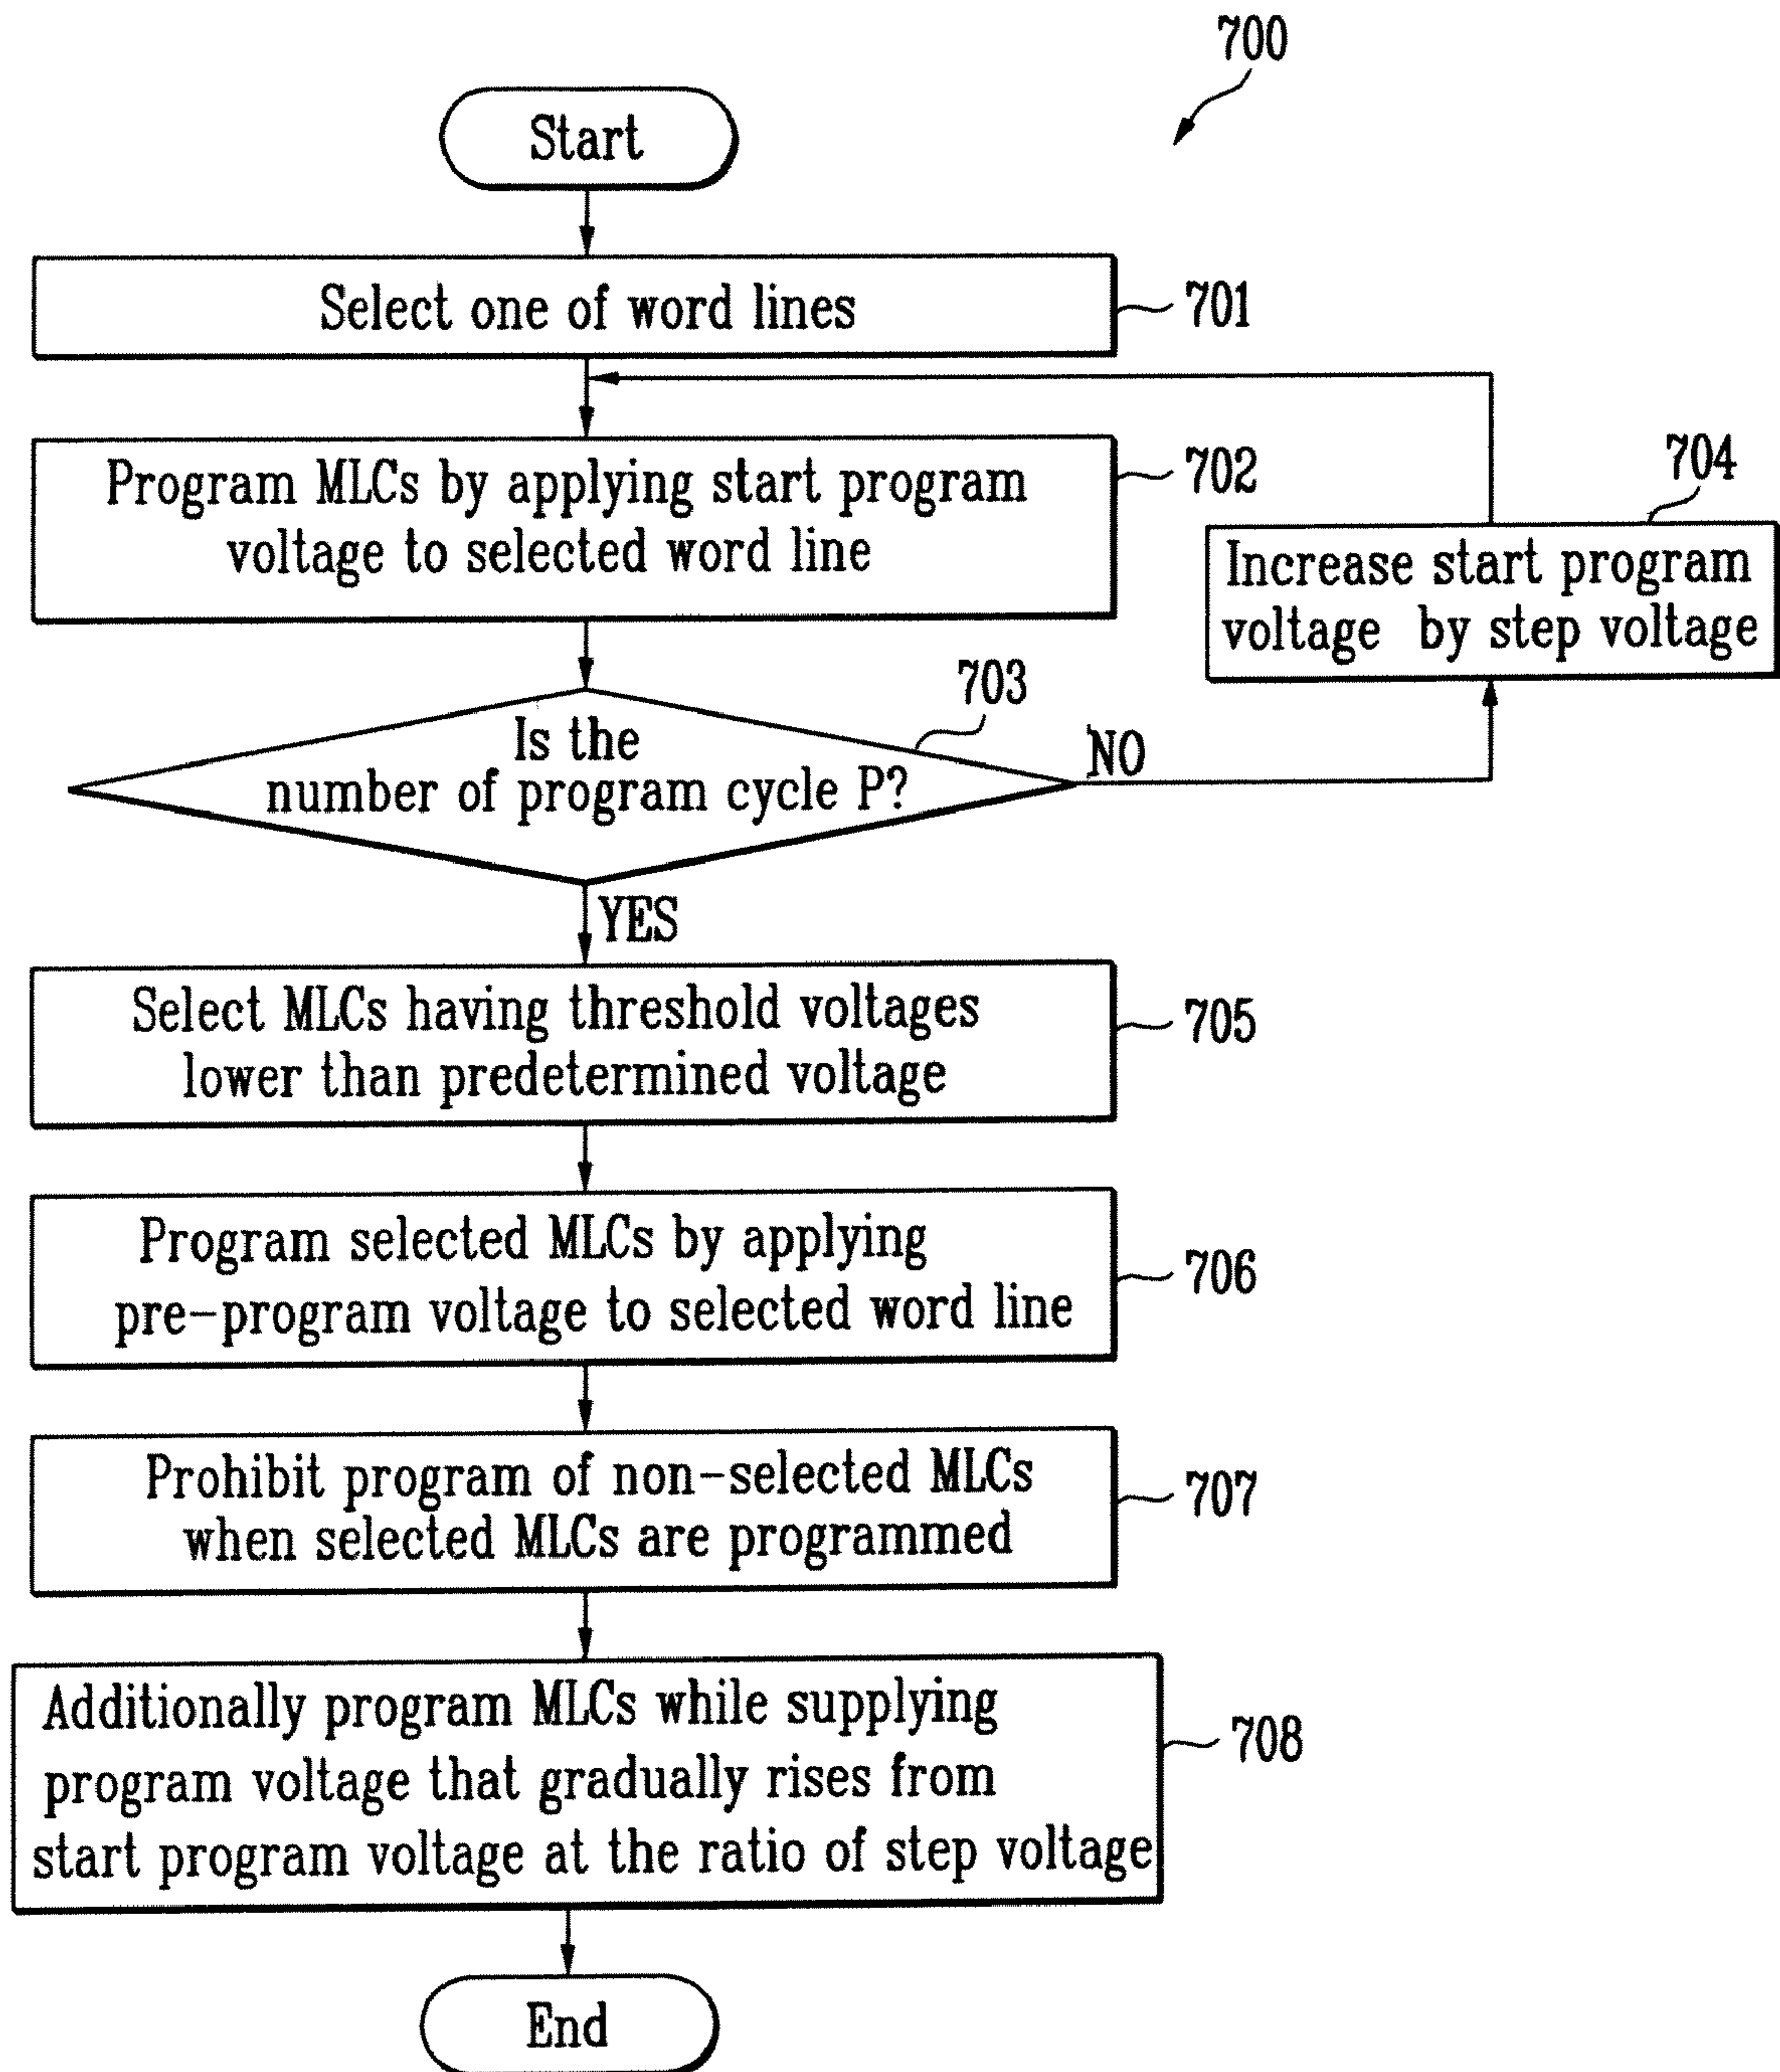 700
Start
Select one of word lines
701
Program MLCs by applying start program
voltage to selected word line
702
704
Increase start program
voltage by step voltage
703
Is the
number of program cycle P?
NO
YES
Select MLCs having threshold voltages
lower than predetermined voltage
705
Program selected MLCs by applying
pre-program voltage to selected word line
706
Prohibit program of non-selected MLCs
when selected MLCs are programmed
707
Additionally program MLCs while supplying
program voltage that gradually rises from
start program voltage at the ratio of step voltage
708
End